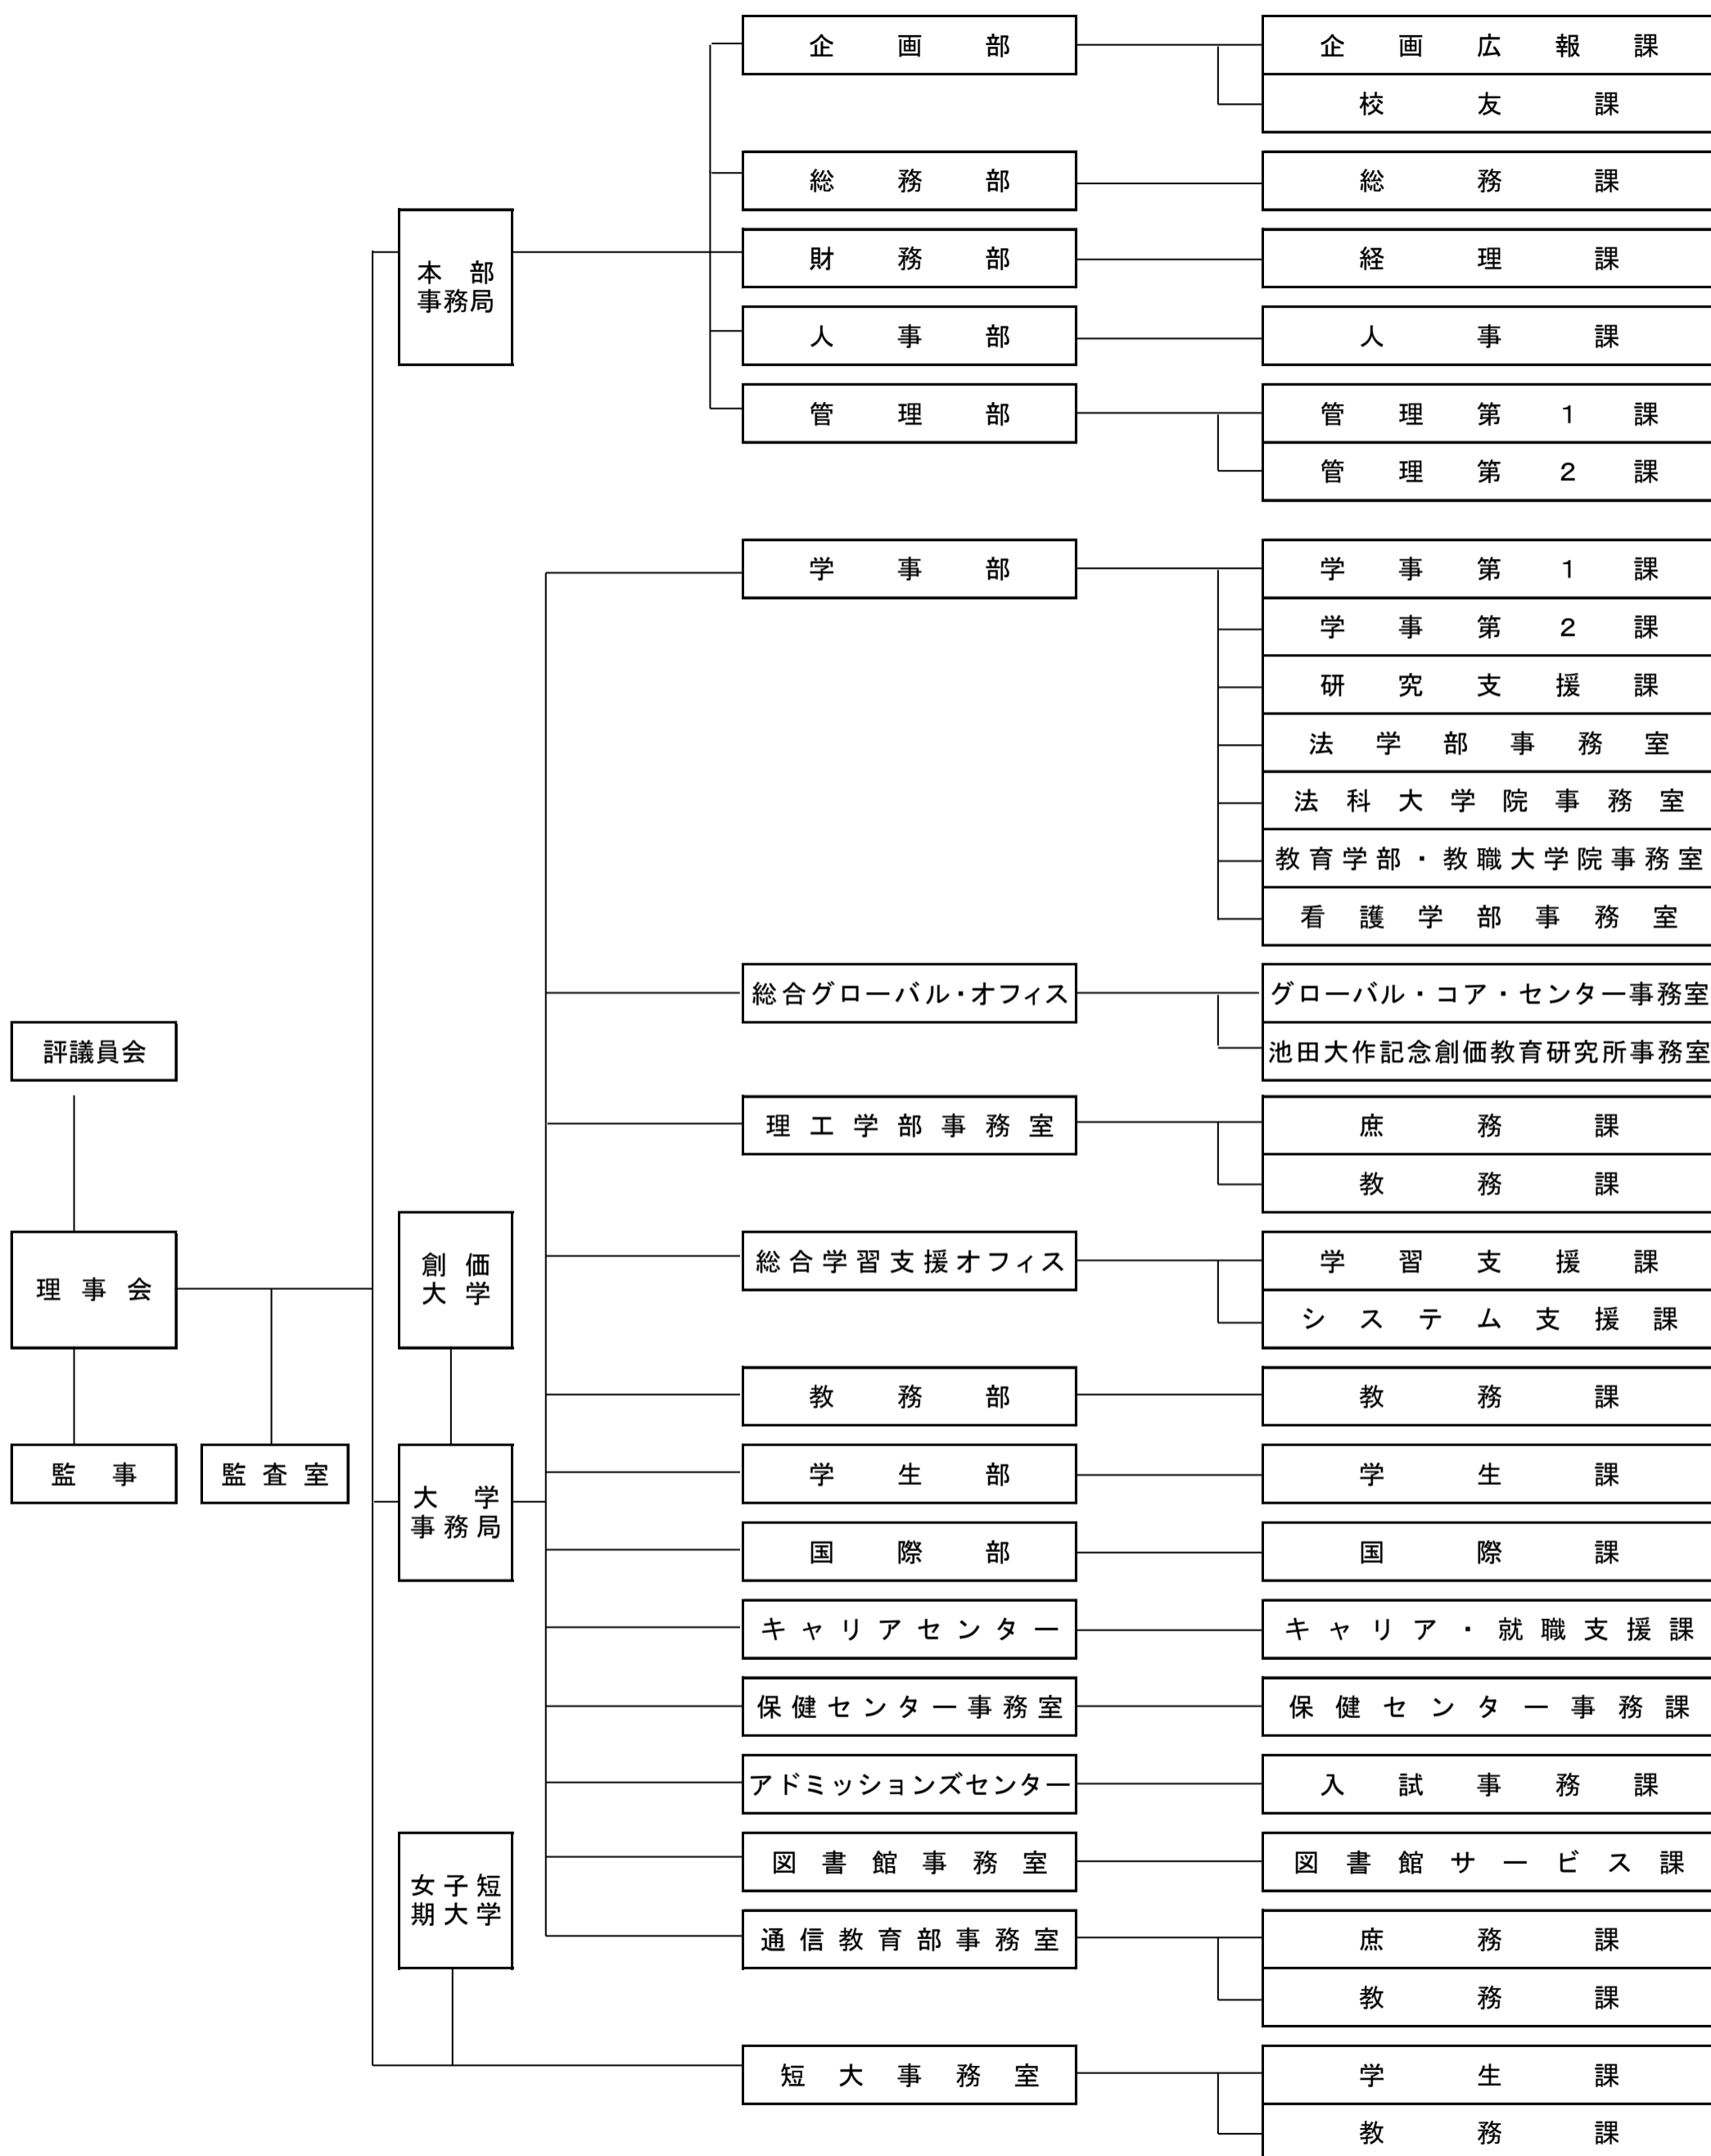 企画部
企画広報課
校友課
総務部
総務課
本部
事務局
財務部
経理課
人事部
人事課
管理部
管理第1課
管理第2課
学事部
学事第1課
学事第2課
研究支援課
法学部事務室
法科大学院事務室
教育学部・教職大学院事務室
看護学部事務室
総合グローバル・オフィス
グローバル・コア・センター事務室
評議員会
池田大作記念創価教育研究所事務室
理工学部事務室
庶務課
教務課
理事会
創価
大学
総合学習支援オフィス
学習支援課
システム支援課
教務部
教務課
監事
監査室
大学
事務局
学生部
学生課
国際部
国際課
キャリアセンター
キャリア・就職支援課
保健センター事務室
保健センター事務課
アドミッションズセンター
入試事務課
女子短
期大学
図書館事務室
図書館サービス課
通信教育部事務室
庶務課
教務課
短大事務室
学生課
教務課